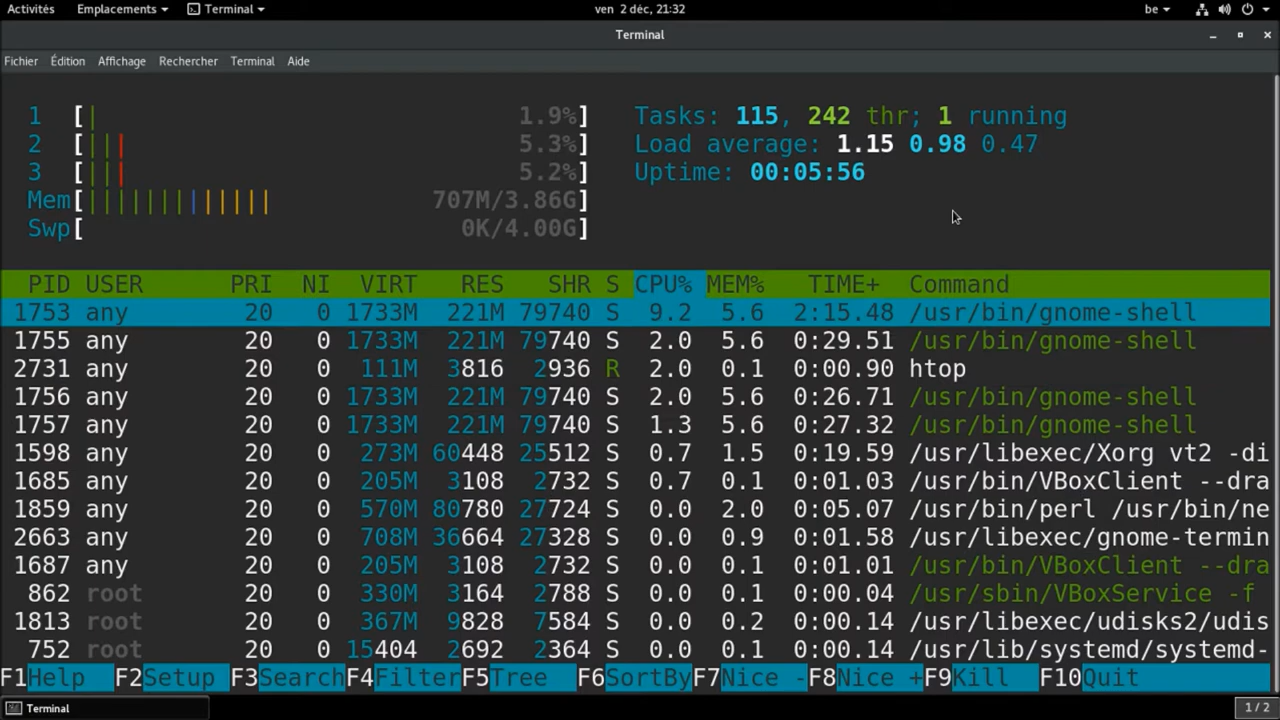 Activités Emplacements Terminal ven 2 déc, 21:32 be
Terminal
Fichier Édition Affichage Rechercher Terminal Aide
1 [| 1.9%] Tasks: 115, 242 thr; 1 running
2 [||| 5.3%] Load average: 1.15 0.98 0.47
3 [||| 5.2%] Uptime: 00:05:56
Mem[||||||||||||| 707M/3.86G]
Swp[ 0K/4.00G]
PID USER PRI NI VIRT RES SHR S CPU% MEM% TIME+ Command
1753 any 20 0 1733M 221M 79740 S 9.2 5.6 2:15.48 /usr/bin/gnome-shell
1755 any 20 0 1733M 221M 79740 S 2.0 5.6 0:29.51 /usr/bin/gnome-shell
2731 any 20 0 111M 3816 2936 R 2.0 0.1 0:00.90 htop
1756 any 20 0 1733M 221M 79740 S 2.0 5.6 0:26.71 /usr/bin/gnome-shell
1757 any 20 0 1733M 221M 79740 S 1.3 5.6 0:27.32 /usr/bin/gnome-shell
1598 any 20 0 273M 60448 25512 S 0.7 1.5 0:19.59 /usr/libexec/Xorg vt2 -di
1685 any 20 0 205M 3108 2732 S 0.7 0.1 0:01.03 /usr/bin/VBoxClient --dra
1859 any 20 0 570M 80780 27724 S 0.0 2.0 0:05.07 /usr/bin/perl /usr/bin/ne
2663 any 20 0 708M 36664 27328 S 0.0 0.9 0:01.58 /usr/libexec/gnome-termin
1687 any 20 0 205M 3108 2732 S 0.0 0.1 0:01.01 /usr/bin/VBoxClient --dra
862 root 20 0 330M 3164 2788 S 0.0 0.1 0:00.04 /usr/sbin/VBoxService -f
1813 root 20 0 367M 9828 7584 S 0.0 0.2 0:00.14 /usr/libexec/udisks2/udis
752 root 20 0 15404 2692 2364 S 0.0 0.1 0:00.14 /usr/lib/systemd/systemd-
F1Help F2Setup F3SearchF4FilterF5Tree F6SortByF7Nice -F8Nice +F9Kill F10Quit
Terminal 1 / 2